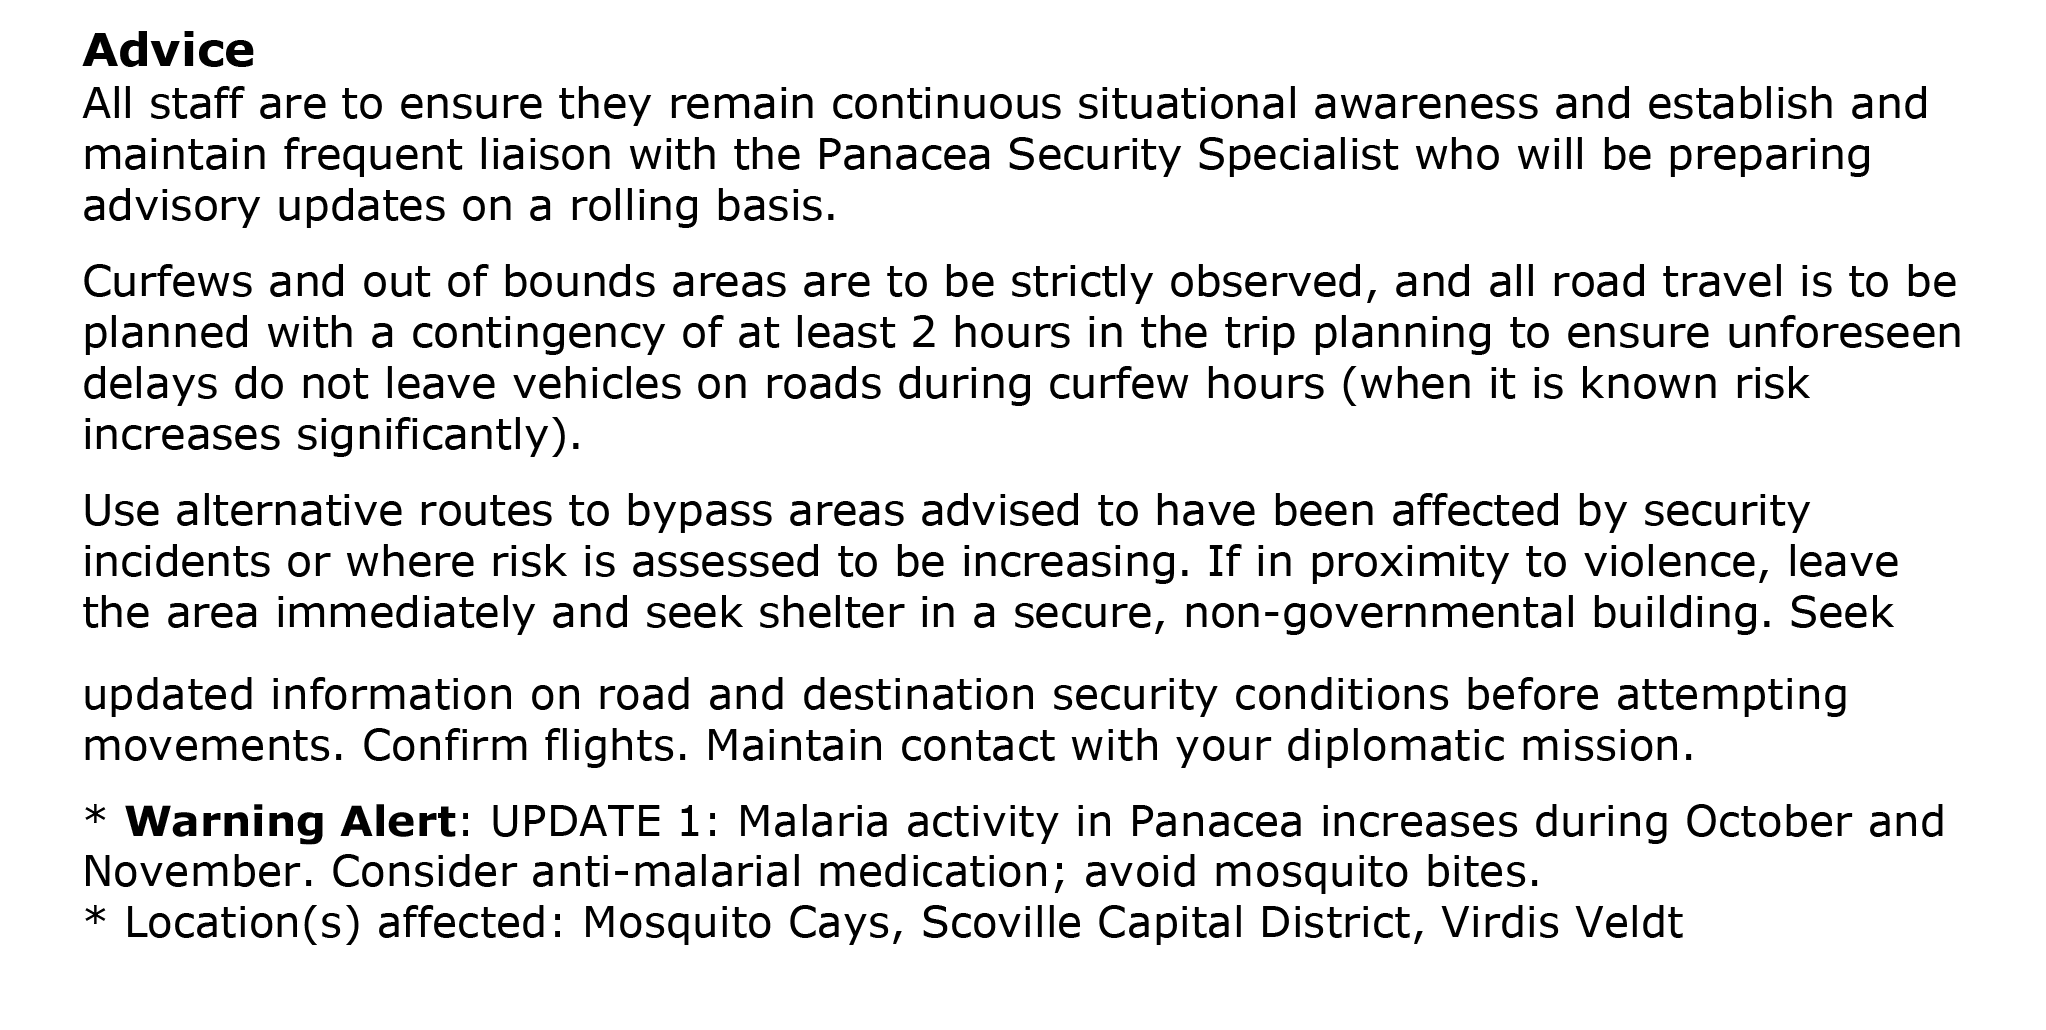 Advice
All staff are to ensure they remain continuous situational awareness and establish and
maintain frequent liaison with the Panacea Security Specialist who will be preparing
advisory updates on a rolling basis.
Curfews and out of bounds areas are to be strictly observed, and all road travel is to be
planned with a contingency of at least 2 hours in the trip planning to ensure unforeseen
delays do not leave vehicles on roads during curfew hours (when it is known risk
increases significantly).
Use alternative routes to bypass areas advised to have been affected by security
incidents or where risk is assessed to be increasing. If in proximity to violence, leave
the area immediately and seek shelter in a secure, non-governmental building. Seek
updated information on road and destination security conditions before attempting
movements. Confirm flights. Maintain contact with your diplomatic mission.
* Warning Alert: UPDATE 1: Malaria activity in Panacea increases during October and
November. Consider anti-malarial medication; avoid mosquito bites.
* Location(s) affected: Mosquito Cays, Scoville Capital District, Virdis Veldt